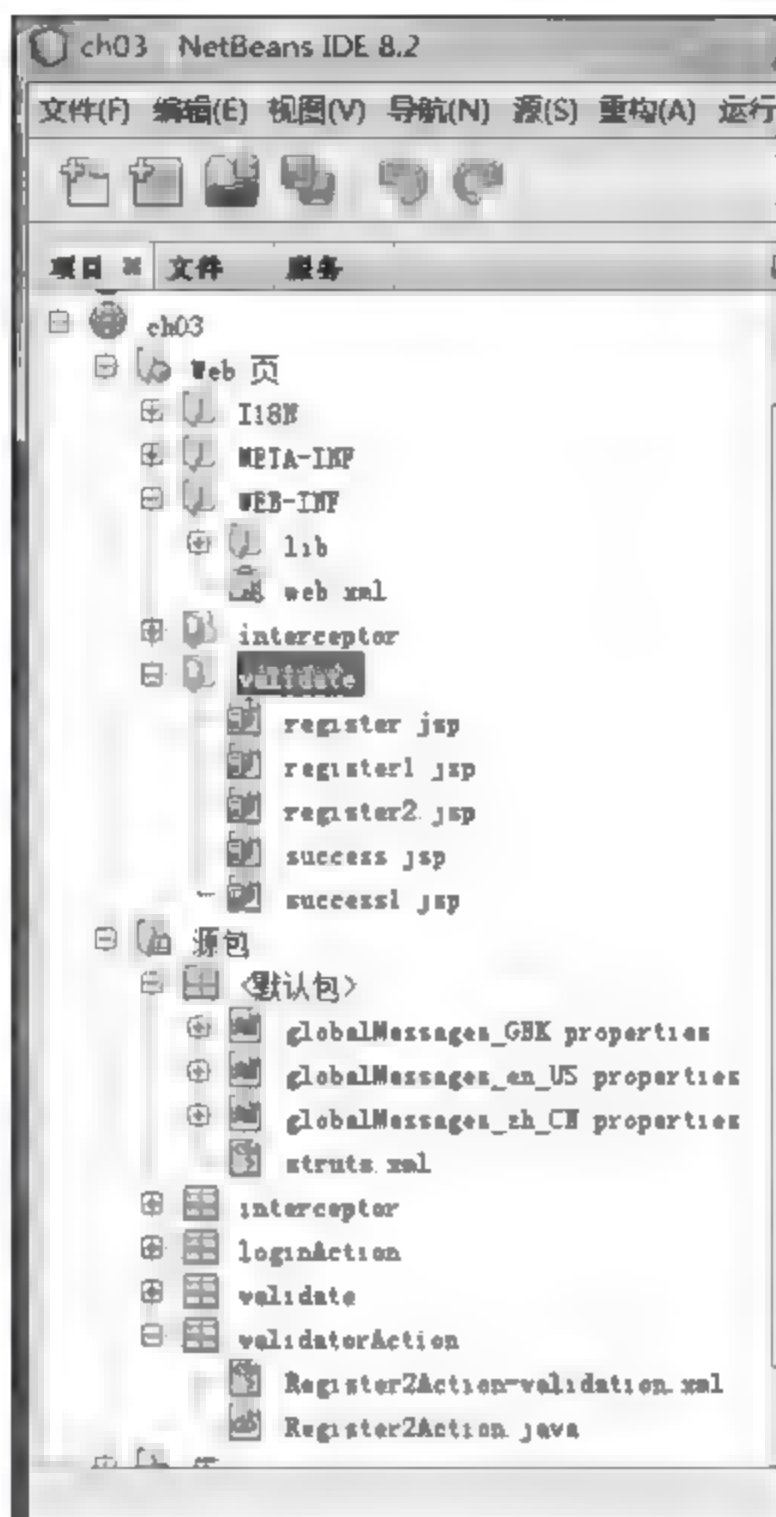 ch03 NetBeans IDE 8.2
文件(F) 编辑(E) 视图(V) 导航(N) 源(S) 重构(A) 运行
项目 文件 服务
ch03
Web 页
I18N
META-INF
WEB-INF
lib
web.xml
interceptor
validate
register.jsp
register1.jsp
register2.jsp
success.jsp
success1.jsp
源包
<默认包>
globalMessages_GBK.properties
globalMessages_en_US.properties
globalMessages_zh_CN.properties
struts.xml
interceptor
loginAction
validate
validatorAction
Register2Action-validation.xml
Register2Action.java